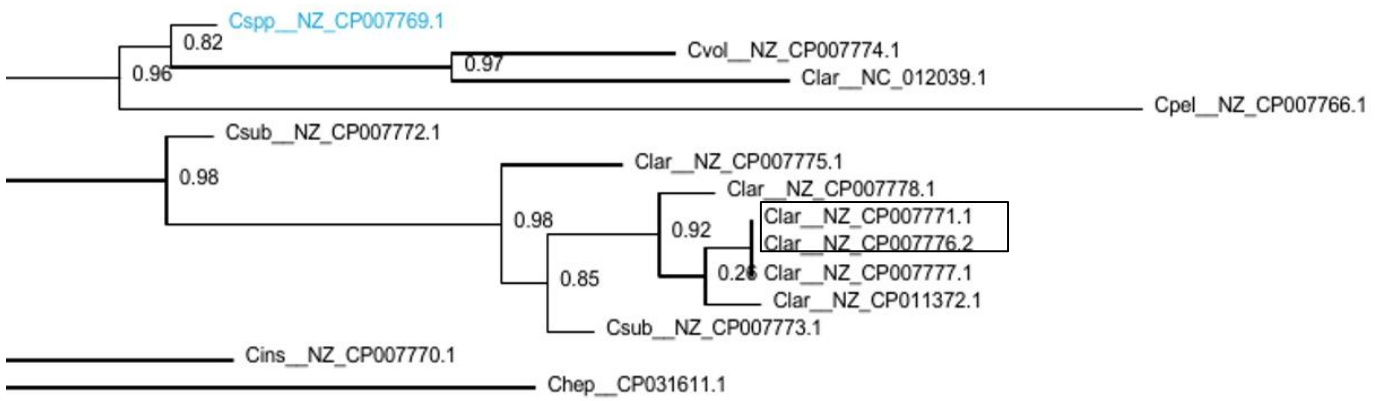 Cspp__NZ_CP007769.1
0.82
Cvol__NZ_CP007774.1
0.97
0.96
Clar__NC_012039.1
Cpel__NZ_CP007766.1
Csub__NZ_CP007772.1
Clar__NZ_CP007775.1
0.98
Clar__NZ_CP007778.1
Clar__NZ_CP007771.1
0.98
0.92
Clar__NZ_CP007776.2
0.26
Clar__NZ_CP007777.1
0.85
Clar__NZ_CP011372.1
Csub__NZ_CP007773.1
Cins__NZ_CP007770.1
Chep__CP031611.1